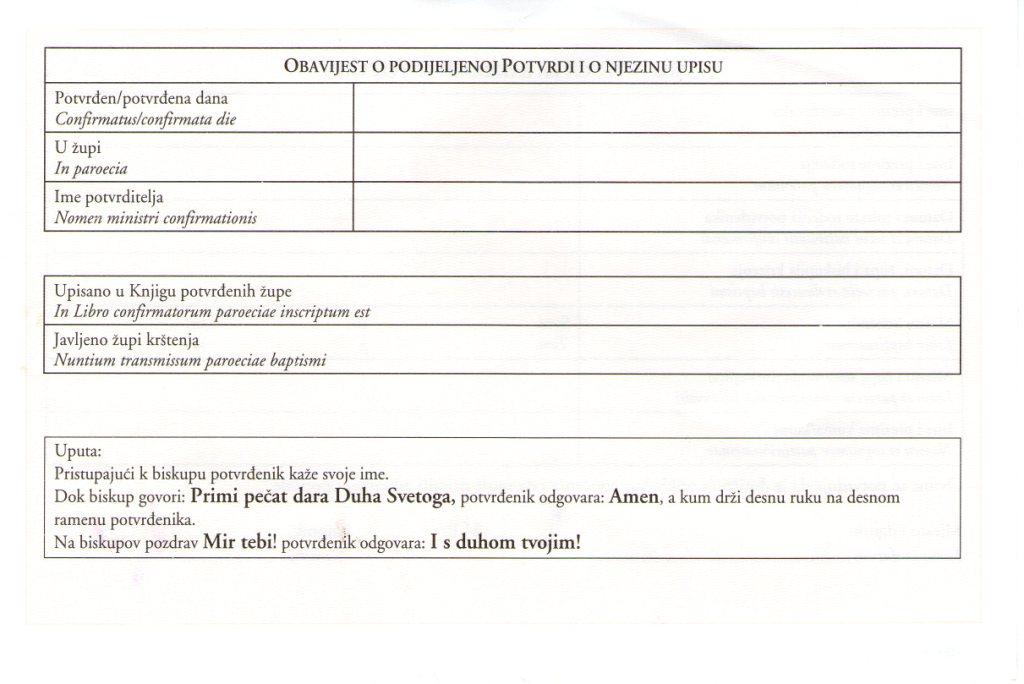 OBAVIJEST O PODIJELJENOJ POTVRDI I O NJEZINU UPISU
Potvrđen/potvrđena dana
Confirmatus/confirmata die
U župi
In paroecia
Ime potvrditelja
Nomen ministri confirmationis
Upisano u Knjigu potvrđenih župe
In Libro confirmatorum paroeciae inscriptum est
Javljeno župi krštenja
Nuntium transmissum paroeciae baptismi
Uputa:
Pristupajući k biskupu potvrđenik kaže svoje ime.
Dok biskup govori: Primi pečat dara Duha Svetoga, potvrđenik odgovara: Amen, a kum drži desnu ruku na desnom
ramenu potvrđenika.
Na biskupov pozdrav Mir tebi! potvrđenik odgovara: I s duhom tvojim!